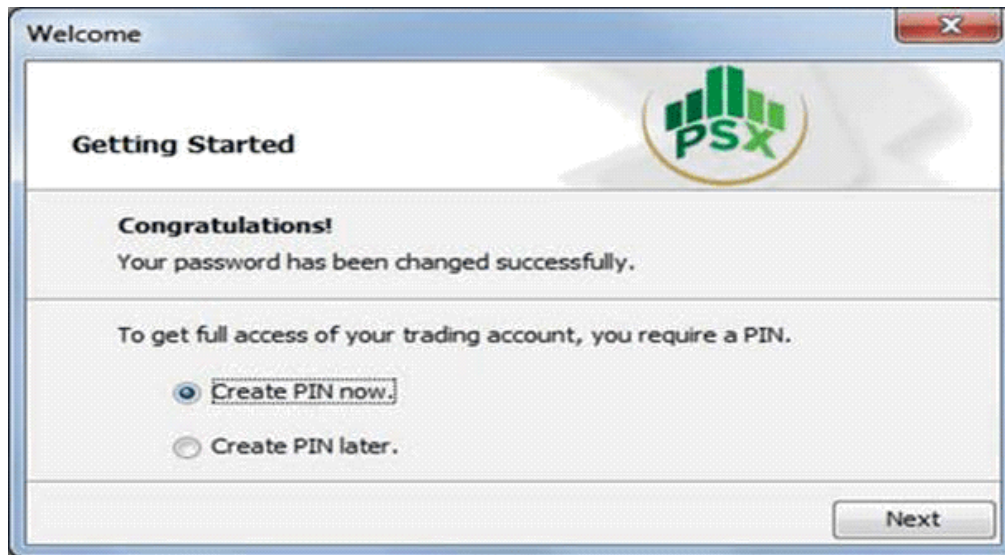 Welcome
PSX
Getting Started
Congratulations!
Your password has been changed successfully.
To get full access of your trading account, you require a PIN.
Create PIN now.
Create PIN later.
Next